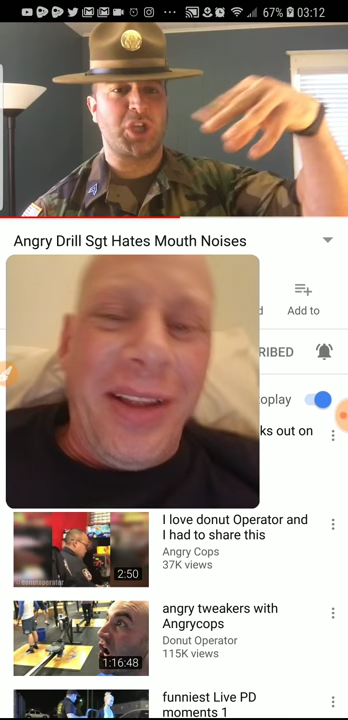 67% 03:12
Angry Drill Sgt Hates Mouth Noises
d
Add to
RIBED
oplay
ks out on
I love donut Operator and
I had to share this
Angry Cops
37K views
donutoperator
2:50
angry tweakers with
Angrycops
Donut Operator
115K views
1:16:48
funniest Live PD
moments 1